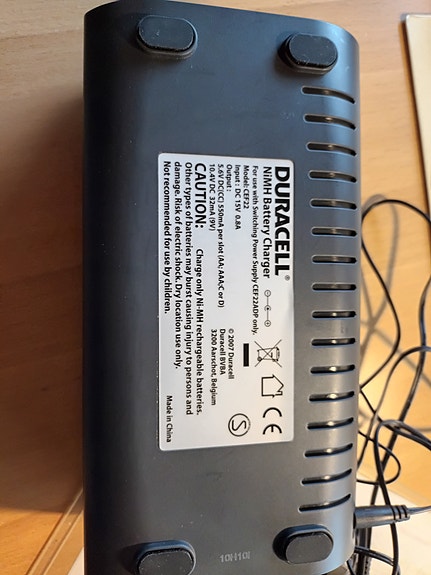 DURACELL®
NiMH Battery Charger
For use with Switching Power Supply CEF22ADP only.
Model: CEF22
Input : DC 15V 0.8A
Output :
5.6V DC(CC) 550mA per slot (AA; AAA;C or D)
10.4V DC 32mA (9V)
CAUTION: Charge only Ni-MH rechargeable batteries.
Other types of batteries may burst causing injury to persons and
damage. Risk of electric shock. Dry location use only.
Not recommended for use by children.
© 2007 Duracell
Duracell BVBA
3200 Aarschot, Belgium
CE
S
Made in China